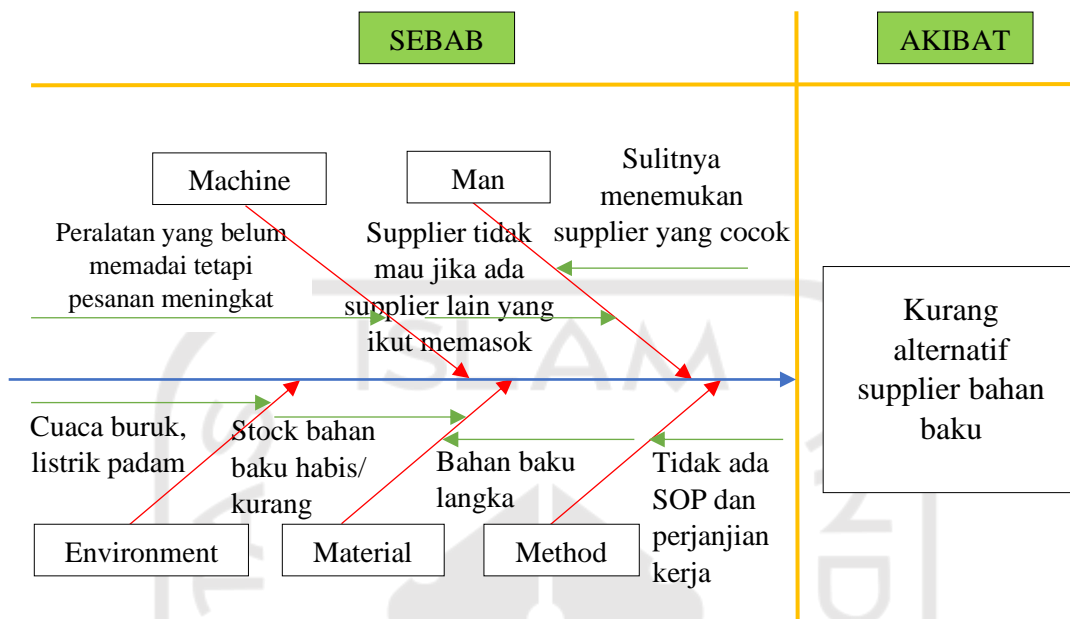 SEBAB
AKIBAT
Machine
Man
Sulitnya
menemukan
supplier yang cocok
Peralatan yang belum
memadai tetapi
pesanan meningkat
Supplier tidak
mau jika ada
supplier lain yang
ikut memasok
Kurang
alternatif
supplier bahan
baku
ISLAM
Cuaca buruk,
listrik padam
Stock bahan
baku habis/
kurang
Bahan baku
langka
Tidak ada
SOP dan
perjanjian
kerja
Environment
Material
Method